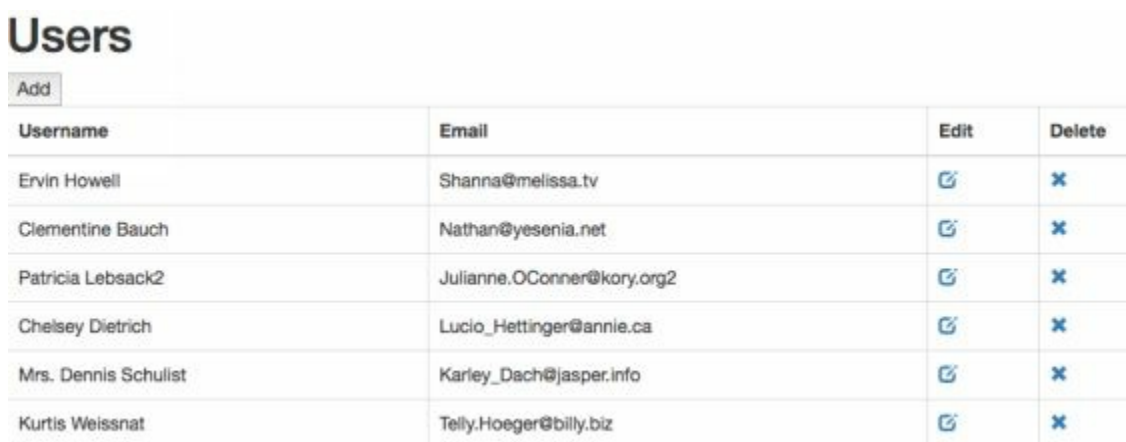 Users
Add
Username Email Edit Delete
Ervin Howell Shanna@melissa.tv
Clementine Bauch Nathan@yesenia.net
Patricia Lebsack2 Julianne.OConner@kory.org2
Chelsey Dietrich Lucio_Hettinger@annie.ca
Mrs. Dennis Schulist Karley_Dach@jasper.info
Kurtis Weissnat Telly.Hoeger@billy.biz